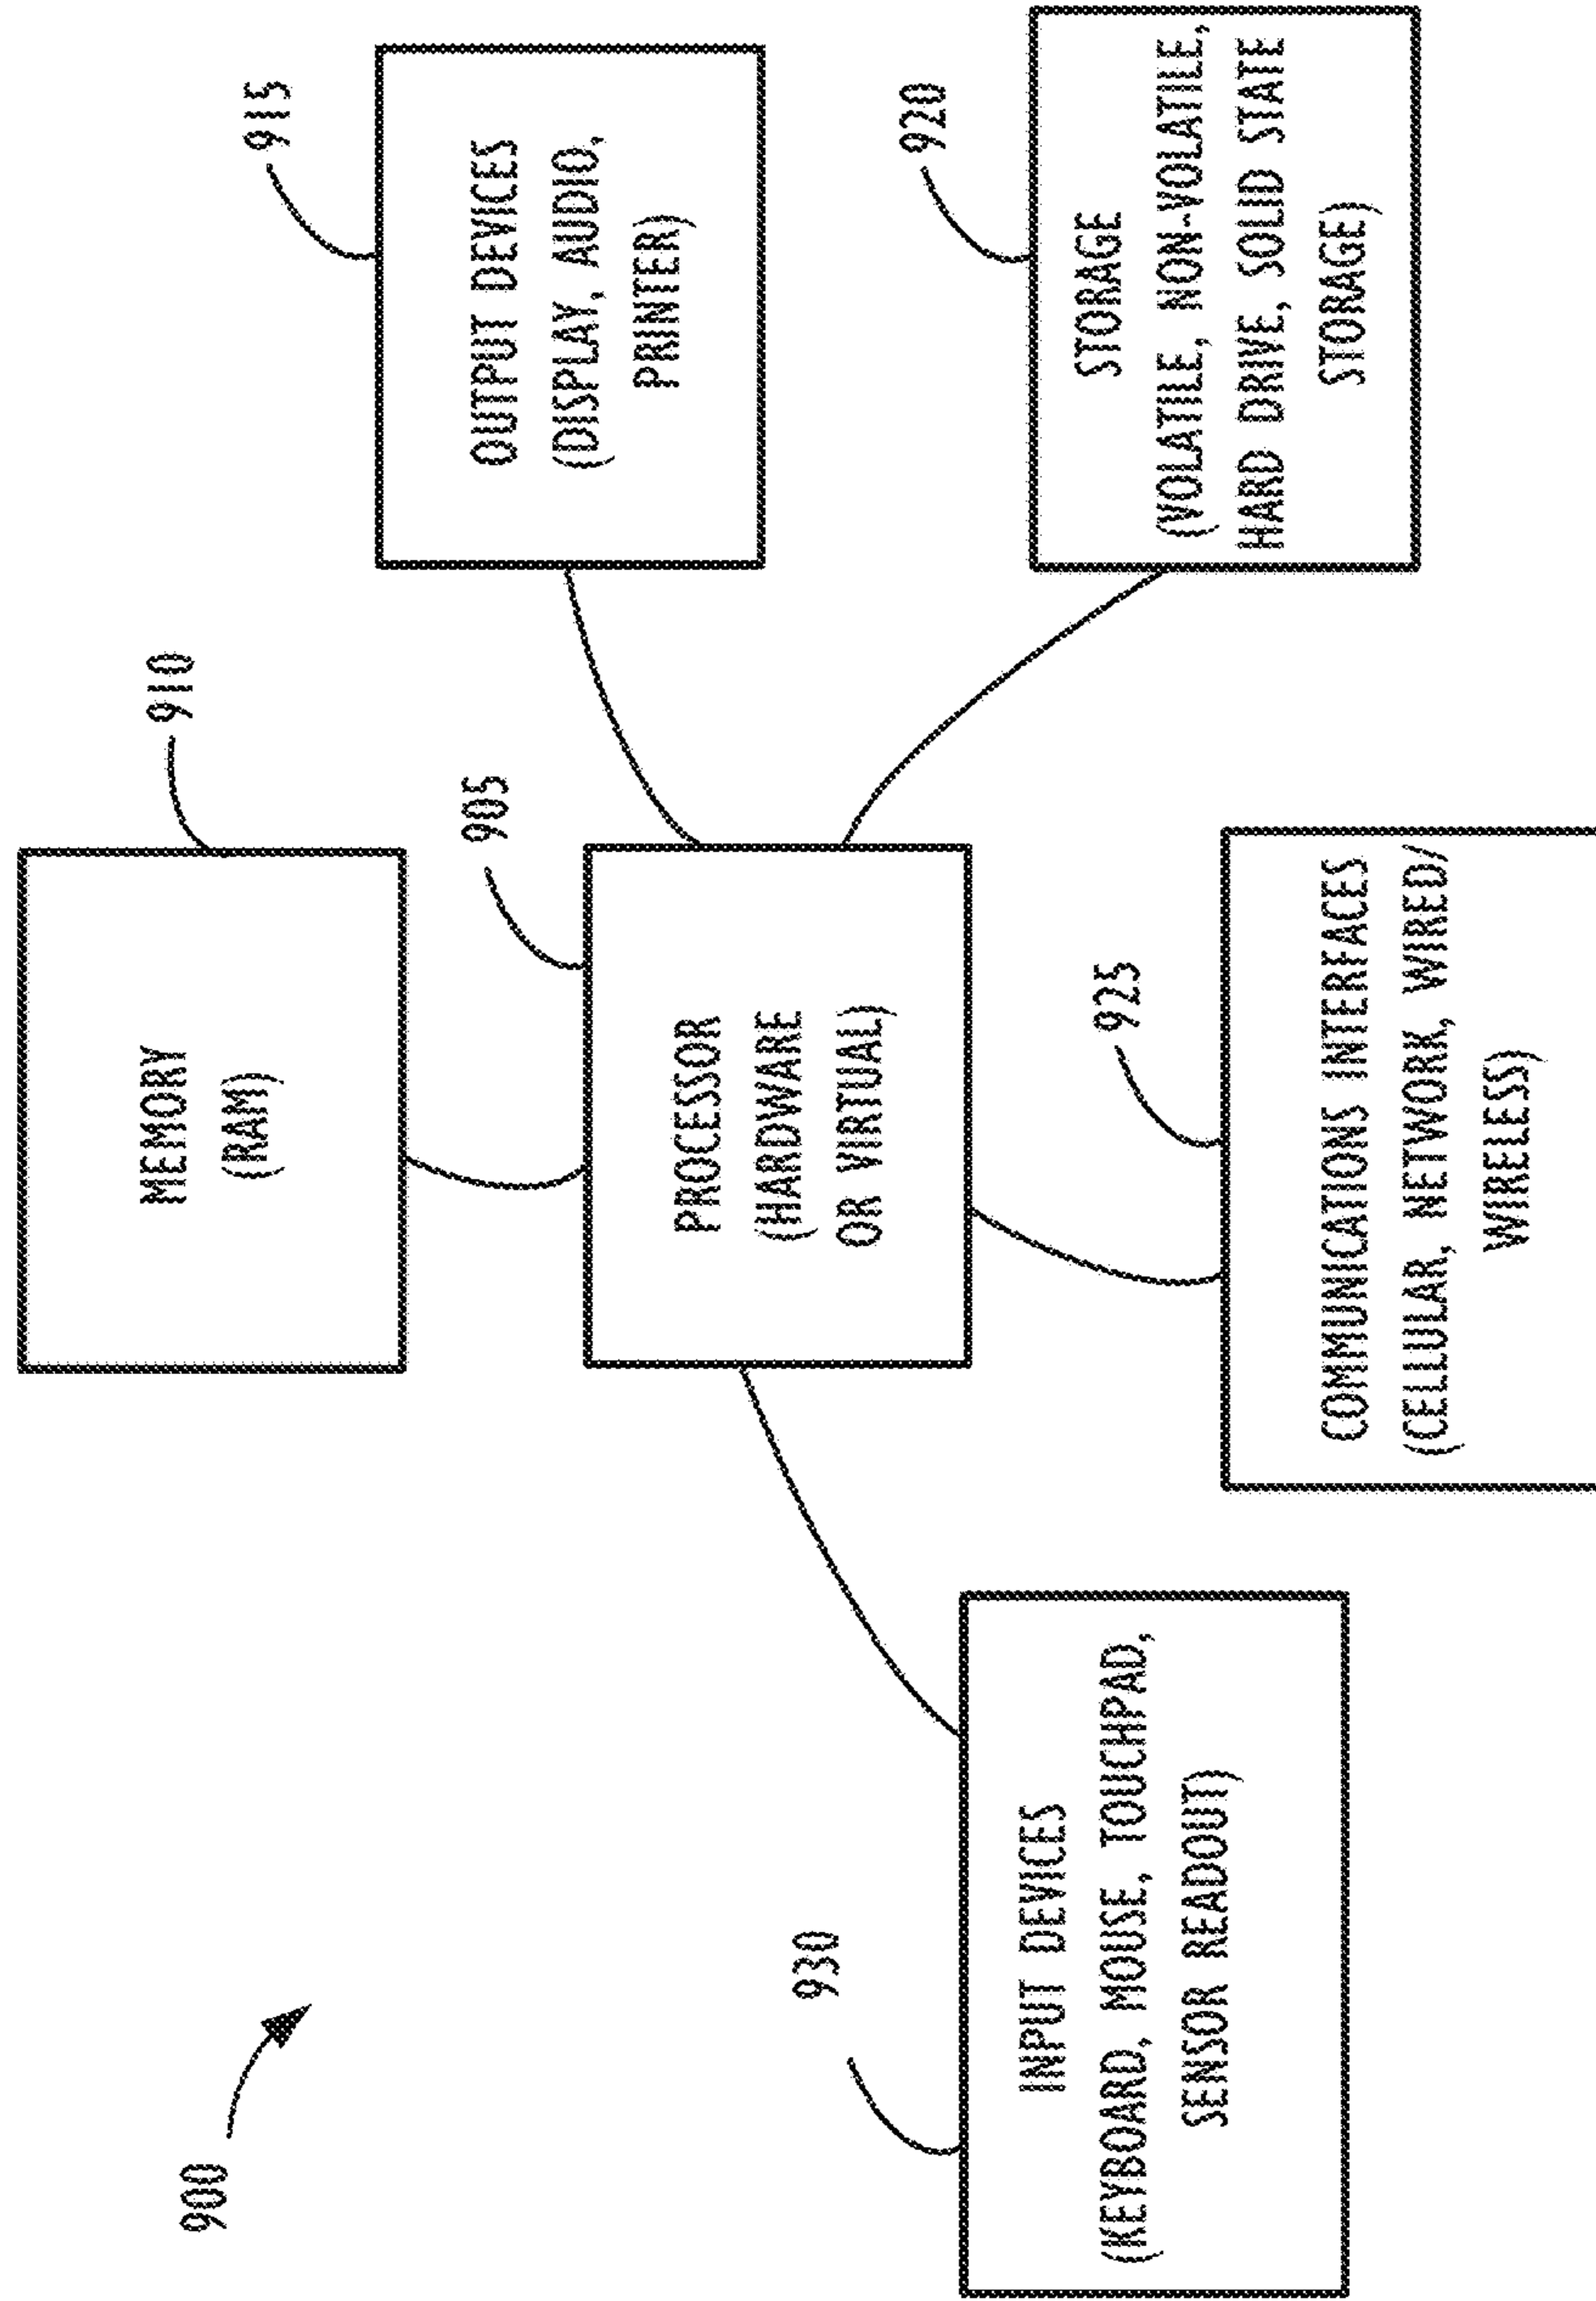 900
910
MEMORY
(RAM)
915
OUTPUT DEVICES
(DISPLAY, AUDIO,
PRINTER)
905
PROCESSOR
(HARDWARE
OR VIRTUAL)
930
INPUT DEVICES
(KEYBOARD, MOUSE, TOUCHPAD,
SENSOR READOUT)
925
COMMUNICATIONS INTERFACES
(CELLULAR, NETWORK, WIRED/
WIRELESS)
920
STORAGE
(VOLATILE, NON-VOLATILE,
HARD DRIVE, SOLID STATE
STORAGE)